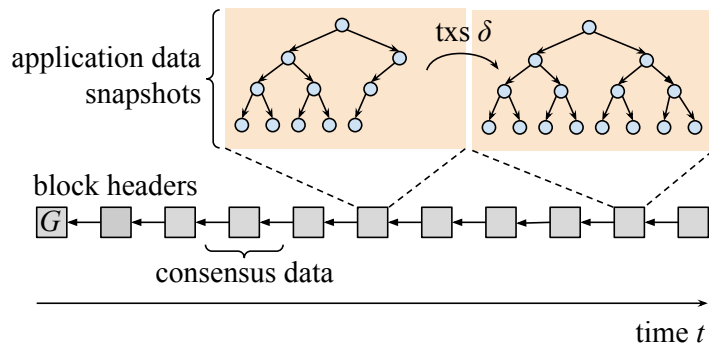 application data
snapshots
txs δ
block headers
G
consensus data
time t